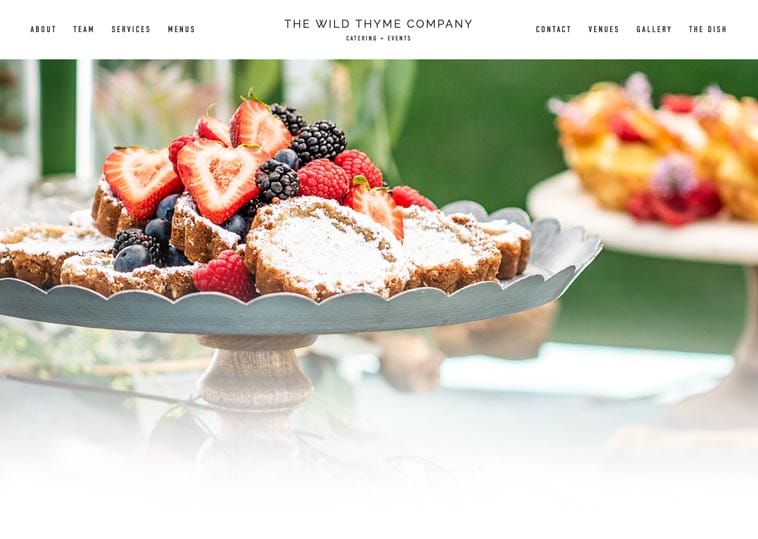 ABOUT TEAM SERVICES MENUS
THE WILD THYME COMPANY
CATERING + EVENTS
CONTACT VENUES GALLERY THE DISH